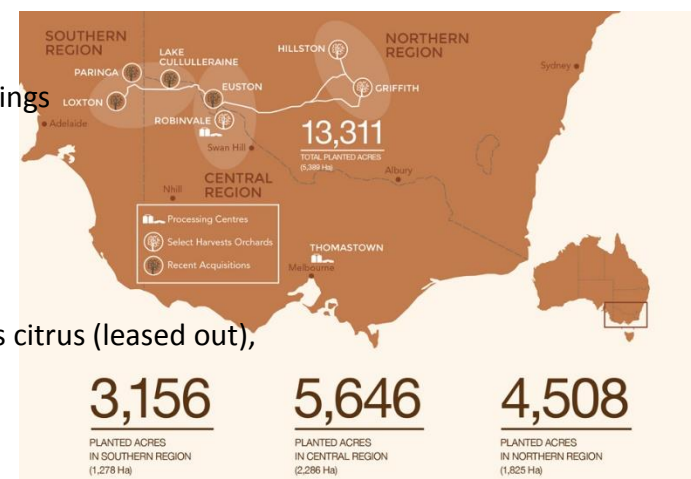 SOUTHERN
REGION
LAKE
CULLULLERAINE
PARINGA
LOXTON
EUSTON
ROBINVALE
HILLSTON
NORTHERN
REGION
GRIFFITH
Sydney
ings
Adelaide
13,311
TOTAL PLANTED ACRES
(5,389 Ha)
Swan Hill
Albury
CENTRAL
REGION
Nhill
Processing Centres
Select Harvests Orchards
Recent Acquisitions
THOMASTOWN
Melbourne
s citrus (leased out),
3,156
PLANTED ACRES
IN SOUTHERN REGION
(1,278 Ha)
5,646
PLANTED ACRES
IN CENTRAL REGION
(2,286 Ha)
4,508
PLANTED ACRES
IN NORTHERN REGION
(1,825 Ha)